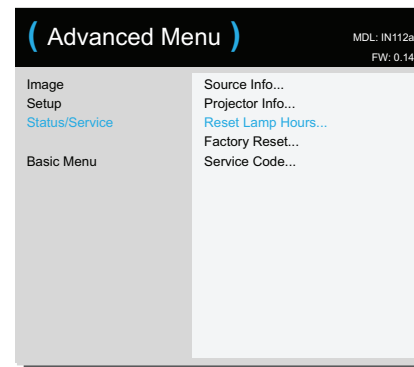 ( Advanced Menu )
MDL: IN112a
FW: 0.14
Image
Setup
Status/Service
Basic Menu
Source Info...
Projector Info...
Reset Lamp Hours...
Factory Reset...
Service Code...